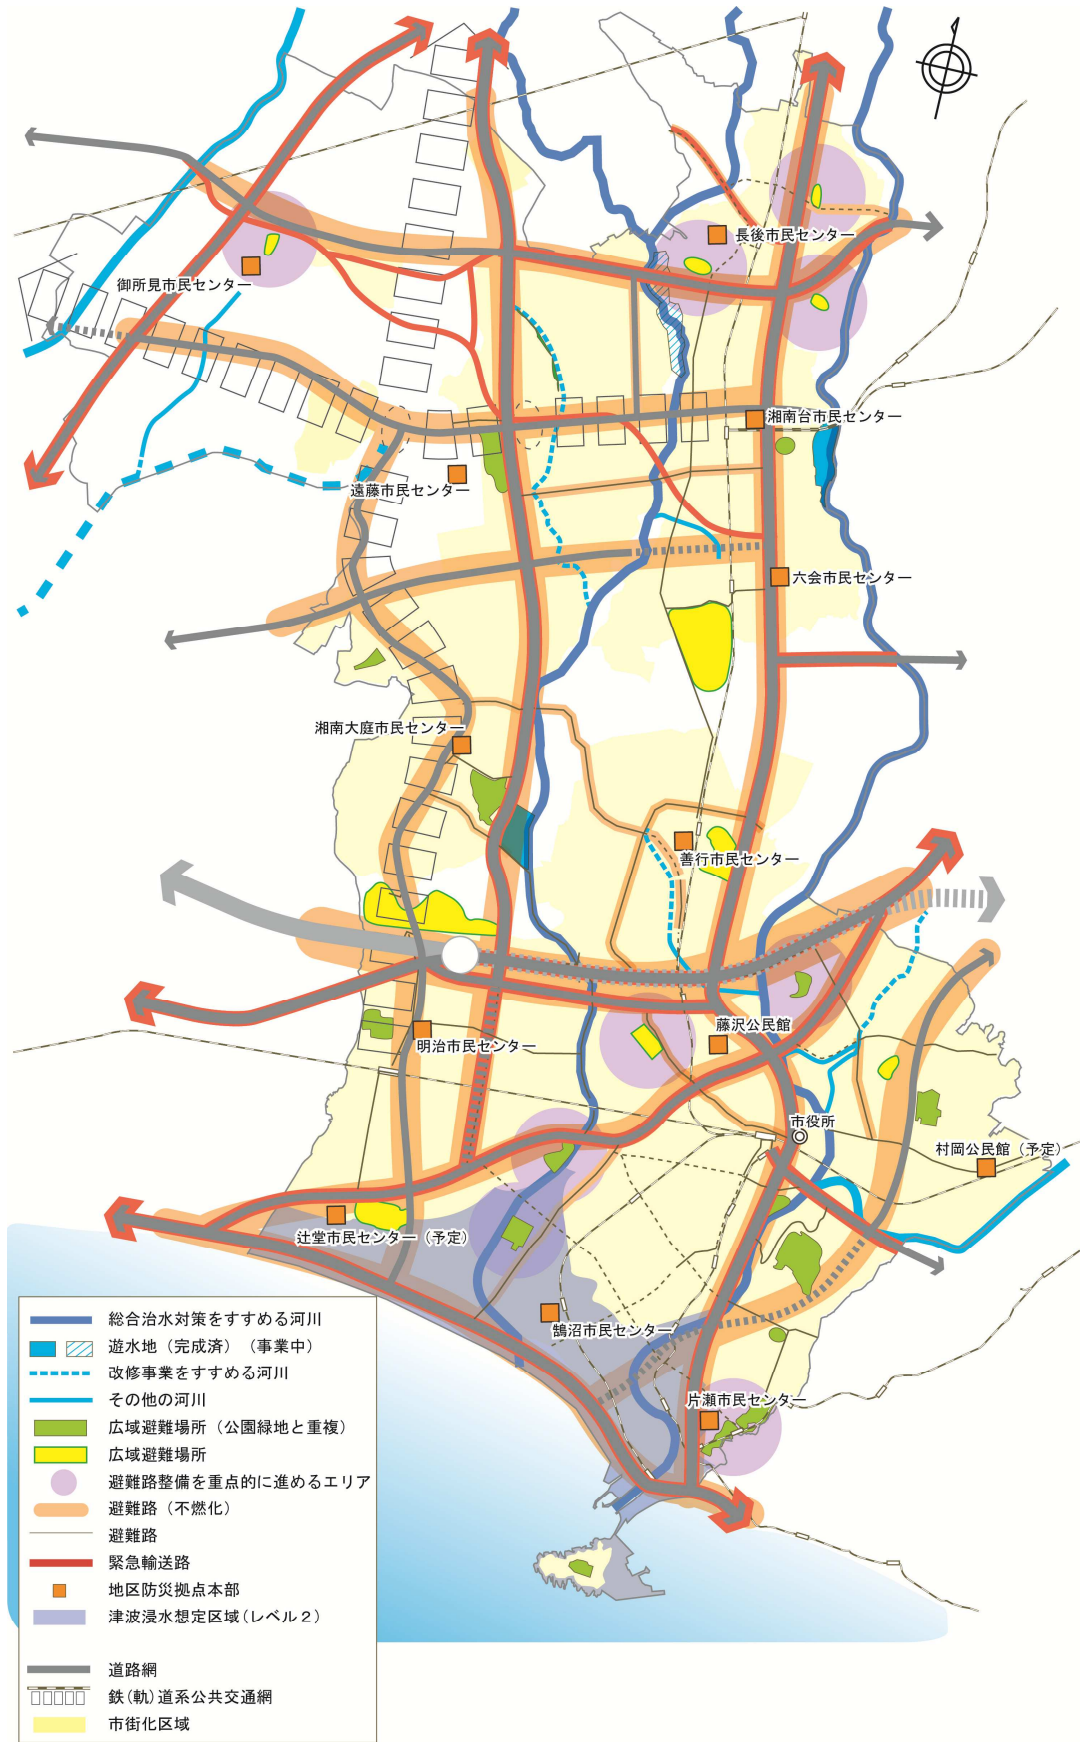 長後市民センター
御所見市民センター
湘南台市民センター
遠藤市民センター
六会市民センター
湘南大庭市民センター
善行市民センター
藤沢公民館
明治市民センター
市役所
村岡公民館（予定）
辻堂市民センター（予定）
鵠沼市民センター
片瀬市民センター
総合治水対策をすすめる河川
遊水地（完成済）（事業中）
改修事業をすすめる河川
その他の河川
広域避難場所（公園緑地と重複）
広域避難場所
避難路整備を重点的に進めるエリア
避難路（不燃化）
避難路
緊急輸送路
地区防災拠点本部
津波浸水想定区域（レベル２）
道路網
鉄（軌）道系公共交通網
市街化区域